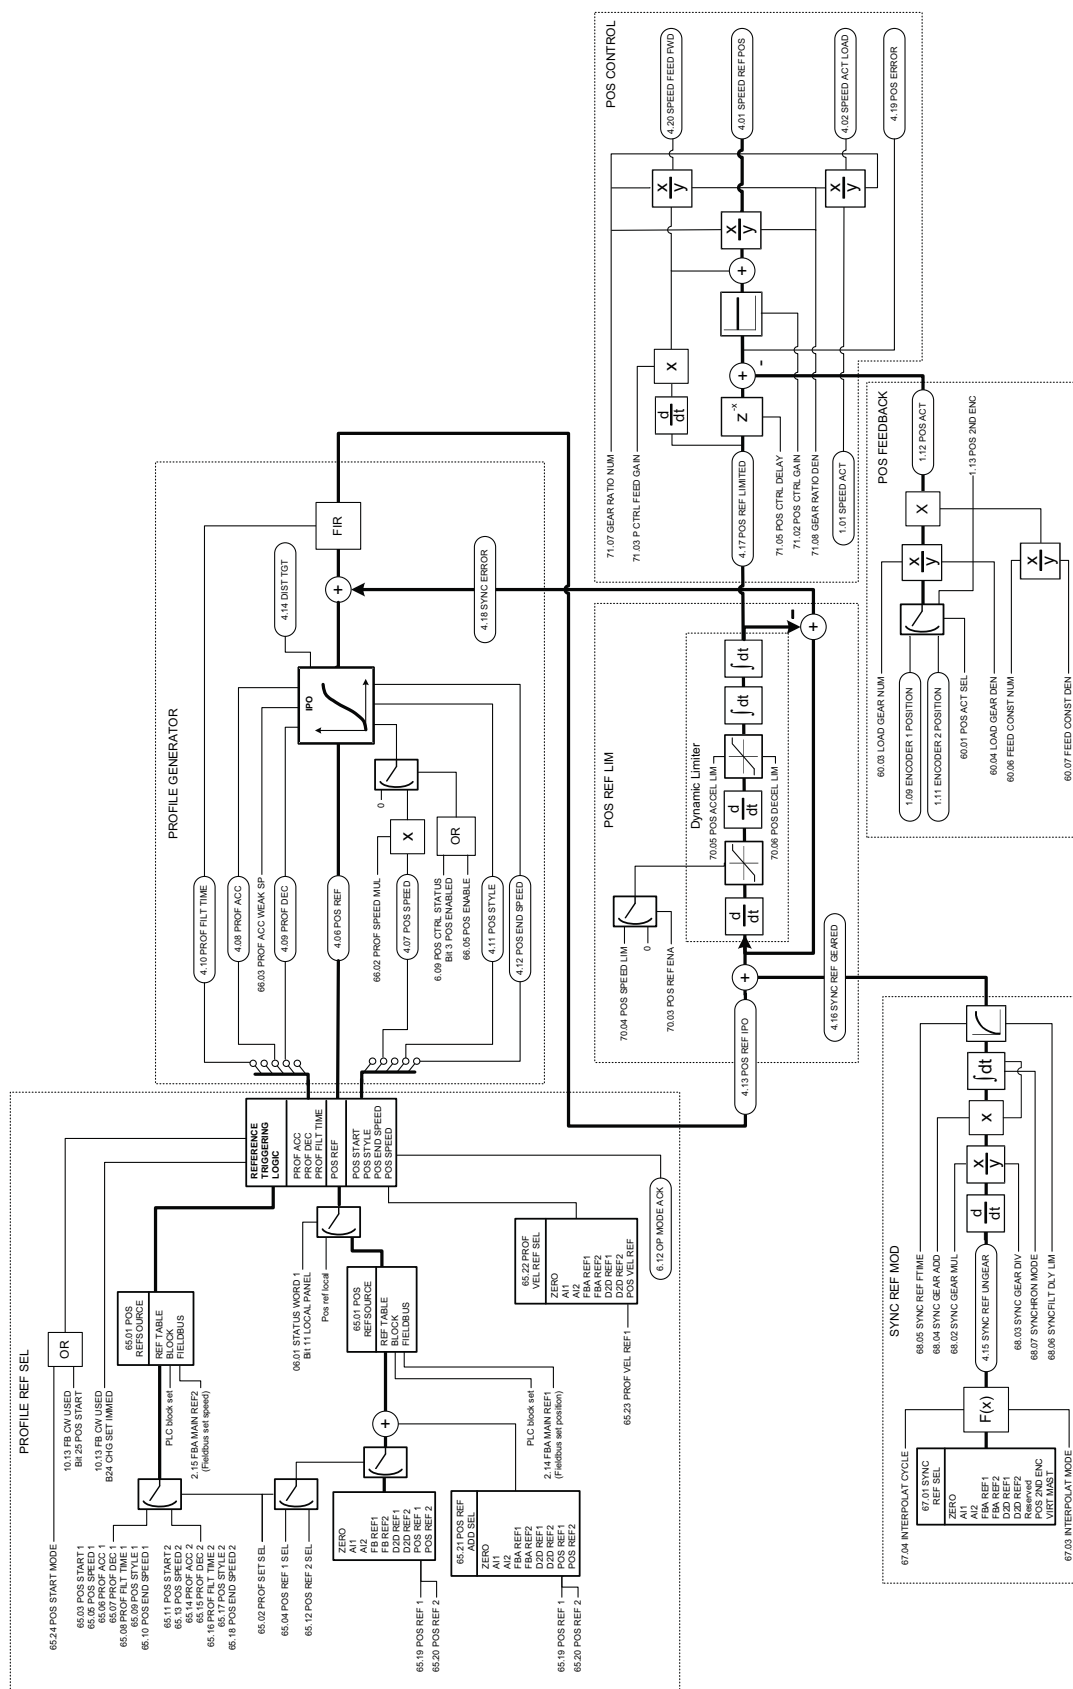 PROFILE REF SEL
65.24 POS START MODE
10.13 FB CW USED
Bit 25 POS START
OR
10.13 FB CW USED
B24 CHG SET IMMED
65.03 POS START 1
65.05 POS SPEED 1
65.06 PROF ACC 1
65.07 PROF DEC 1
65.08 PROF FILT TIME 1
65.09 POS STYLE 1
65.10 POS END SPEED 1
65.11 POS START 2
65.13 POS SPEED 2
65.14 PROF ACC 2
65.15 PROF DEC 2
65.16 PROF FILT TIME 2
65.17 POS STYLE 2
65.18 POS END SPEED 2
65.01 POS
REFSOURCE
REF TABLE
BLOCK
FIELDBUS
PLC block set
2.15 FBA MAIN REF2
(Fieldbus set speed)
65.02 PROF SET SEL
65.04 POS REF 1 SEL
65.12 POS REF 2 SEL
06.01 STATUS WORD 1
Bit 11 LOCAL PANEL
Pos ref local
REFERENCE
TRIGGERING
LOGIC
PROF ACC
PROF DEC
PROF FILT TIME
POS REF
POS START
POS STYLE
POS END SPEED
POS SPEED
ZERO
AI1
AI2
FB REF1
FB REF2
D2D REF1
D2D REF2
POS REF 1
POS REF 2
65.19 POS REF 1
65.20 POS REF 2
+
65.01 POS
REFSOURCE
REF TABLE
BLOCK
FIELDBUS
PLC block set
2.14 FBA MAIN REF1
(Fieldbus set position)
65.21 POS REF
ADD SEL
ZERO
AI1
AI2
FBA REF1
FBA REF2
D2D REF1
D2D REF2
POS REF1
POS REF2
65.19 POS REF 1
65.20 POS REF 2
65.22 PROF
VEL REF SEL
ZERO
AI1
AI2
FBA REF1
FBA REF2
D2D REF1
D2D REF2
POS VEL REF
65.23 PROF VEL REF1
6.12 OP MODE ACK
PROFILE GENERATOR
4.10 PROF FILT TIME
4.08 PROF ACC
66.03 PROF ACC WEAK SP
4.09 PROF DEC
4.06 POS REF
66.02 PROF SPEED MUL
4.07 POS SPEED
X
0
6.09 POS CTRL STATUS
Bit 3 POS ENABLED
66.05 POS ENABLE
OR
4.11 POS STYLE
4.12 POS END SPEED
IPO
4.14 DIST TGT
+
FIR
4.18 SYNC ERROR
POS REF LIM
70.04 POS SPEED LIM
0
70.03 POS REF ENA
4.13 POS REF IPO
+
4.16 SYNC REF GEARED
Dynamic Limiter
70.05 POS ACCEL LIM
70.06 POS DECEL LIM
d
dt
d
dt
∫dt
∫dt
-
+
POS CONTROL
71.07 GEAR RATIO NUM
71.03 P CTRL FEED GAIN
4.17 POS REF LIMITED
71.05 POS CTRL DELAY
71.02 POS CTRL GAIN
71.08 GEAR RATIO DEN
1.01 SPEED ACT
d
dt
X
z⁻ˣ
+
-
+
x
y
x
y
x
y
4.20 SPEED FEED FWD
4.01 SPEED REF POS
4.02 SPEED ACT LOAD
4.19 POS ERROR
POS FEEDBACK
60.03 LOAD GEAR NUM
1.09 ENCODER 1 POSITION
1.11 ENCODER 2 POSITION
60.01 POS ACT SEL
60.04 LOAD GEAR DEN
60.06 FEED CONST NUM
60.07 FEED CONST DEN
x
y
X
x
y
1.12 POS ACT
1.13 POS 2ND ENC
SYNC REF MOD
67.04 INTERPOLAT CYCLE
67.01 SYNC
REF SEL
ZERO
AI1
AI2
FBA REF1
FBA REF2
D2D REF1
D2D REF2
Reserved
POS 2ND ENC
VIRT MAST
67.03 INTERPOLAT MODE
F(x)
4.15 SYNC REF UNGEAR
68.05 SYNC REF FTIME
68.04 SYNC GEAR ADD
68.02 SYNC GEAR MUL
68.03 SYNC GEAR DIV
68.07 SYNCHRON MODE
68.06 SYNCFILT DLY LIM
d
dt
x
y
X
∫dt